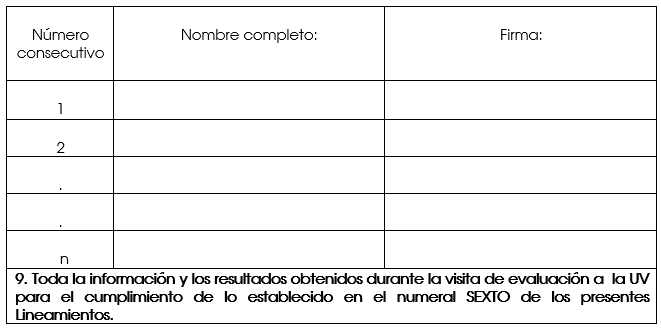 Número consecutivo
Nombre completo:
Firma:
1
2
.
.
n
9. Toda la información y los resultados obtenidos durante la visita de evaluación a la UV
para el cumplimiento de lo establecido en el numeral SEXTO de los presentes
Lineamientos.